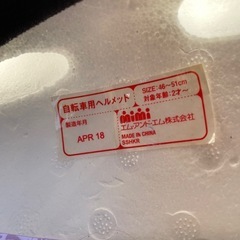 自転車用ヘルメット
製造年月
APR 18
SIZE:46~51cm
対象年齢:2才~
mimi
エム・アンド・エム株式会社
MADE IN CHINA
SGHKR